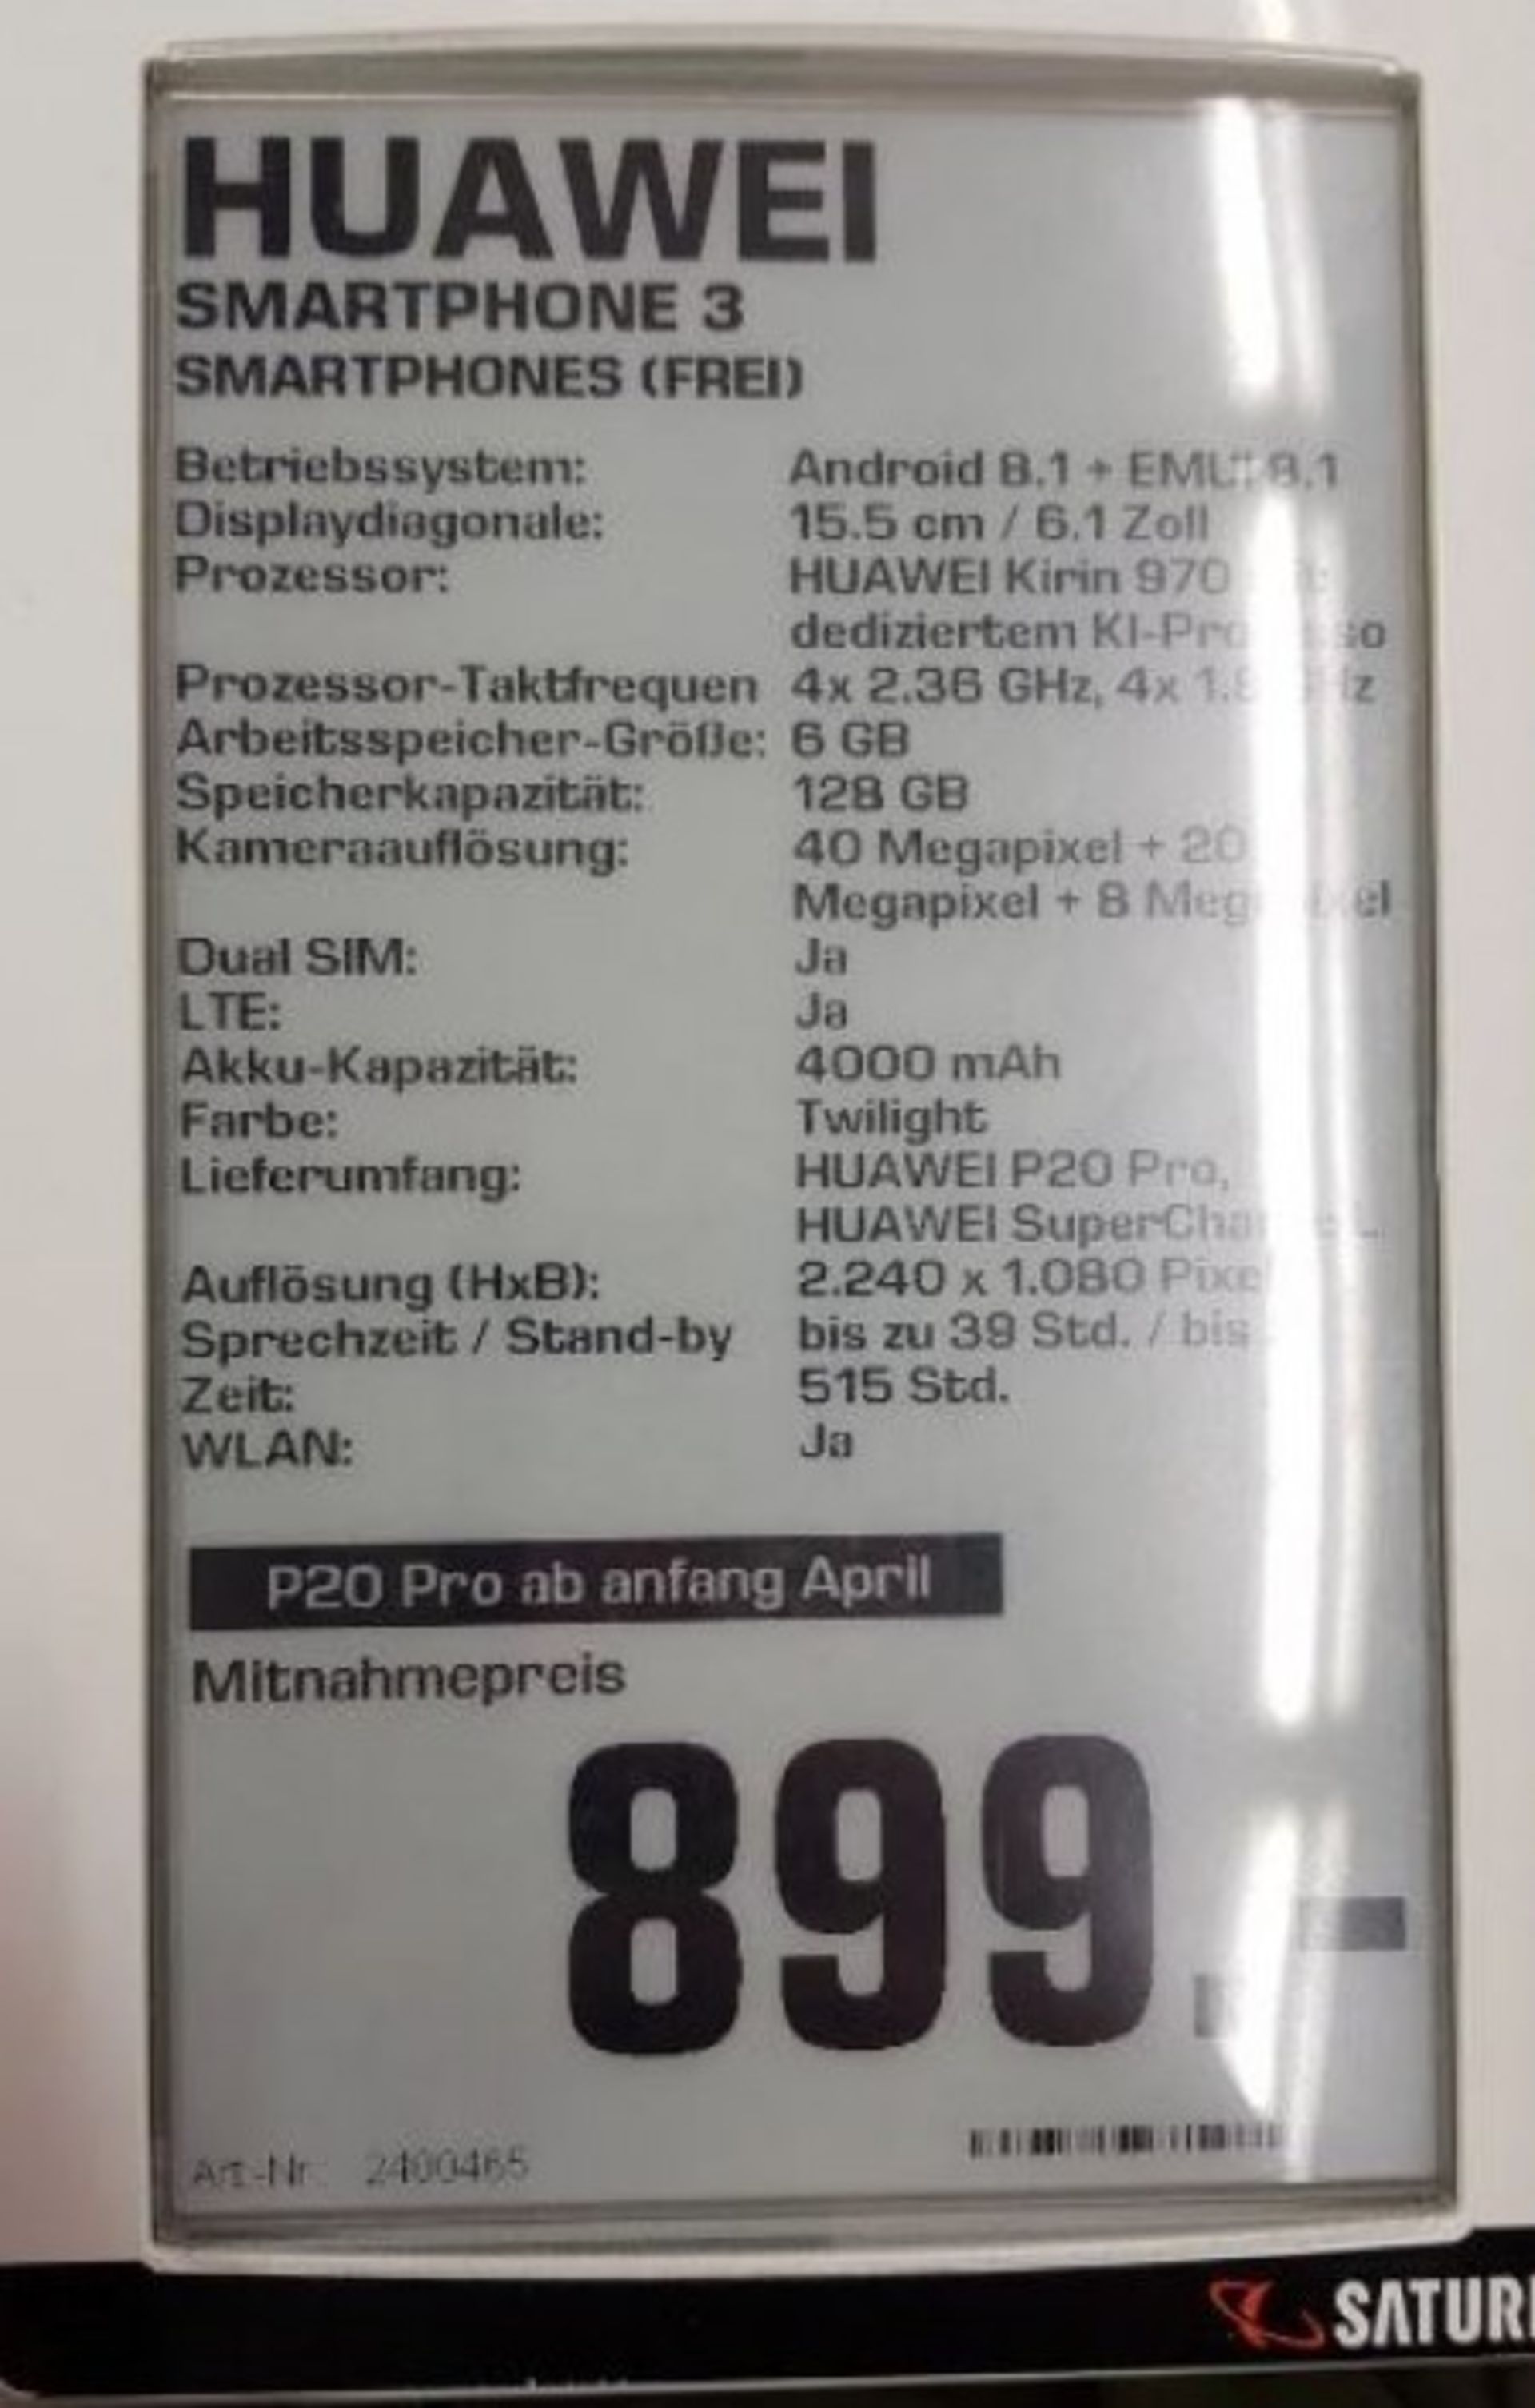 HUAWEI
SMARTPHONE 3
SMARTPHONES (FREI)
Betriebssystem: Android 8.1 + EMUI 8.1
Displaydiagonale: 15.5 cm / 6.1 Zoll
Prozessor: HUAWEI Kirin 970
dediziertem
Prozessor-Taktfrequen 4x 2.36 GHz, 4x
Arbeitsspeicher-Größe: 6 GB
Speicherkapazität: 128 GB
Kameraauflösung: 40 Megapixel + 20
Megapixel + 8
Dual SIM: Ja
LTE: Ja
Akku-Kapazität: 4000 mAh
Farbe: Twilight
Lieferumfang: HUAWEI P20 Pro,
HUAWEI
Auflösung (HxB): 2.240 x 1.080
Sprechzeit / Stand-by bis zu 39 Std. / bis
Zeit: 515 Std.
WLAN: Ja
P20 Pro ab anfang April
Mitnahmepreis
899.-
Art-Nr. 2400465